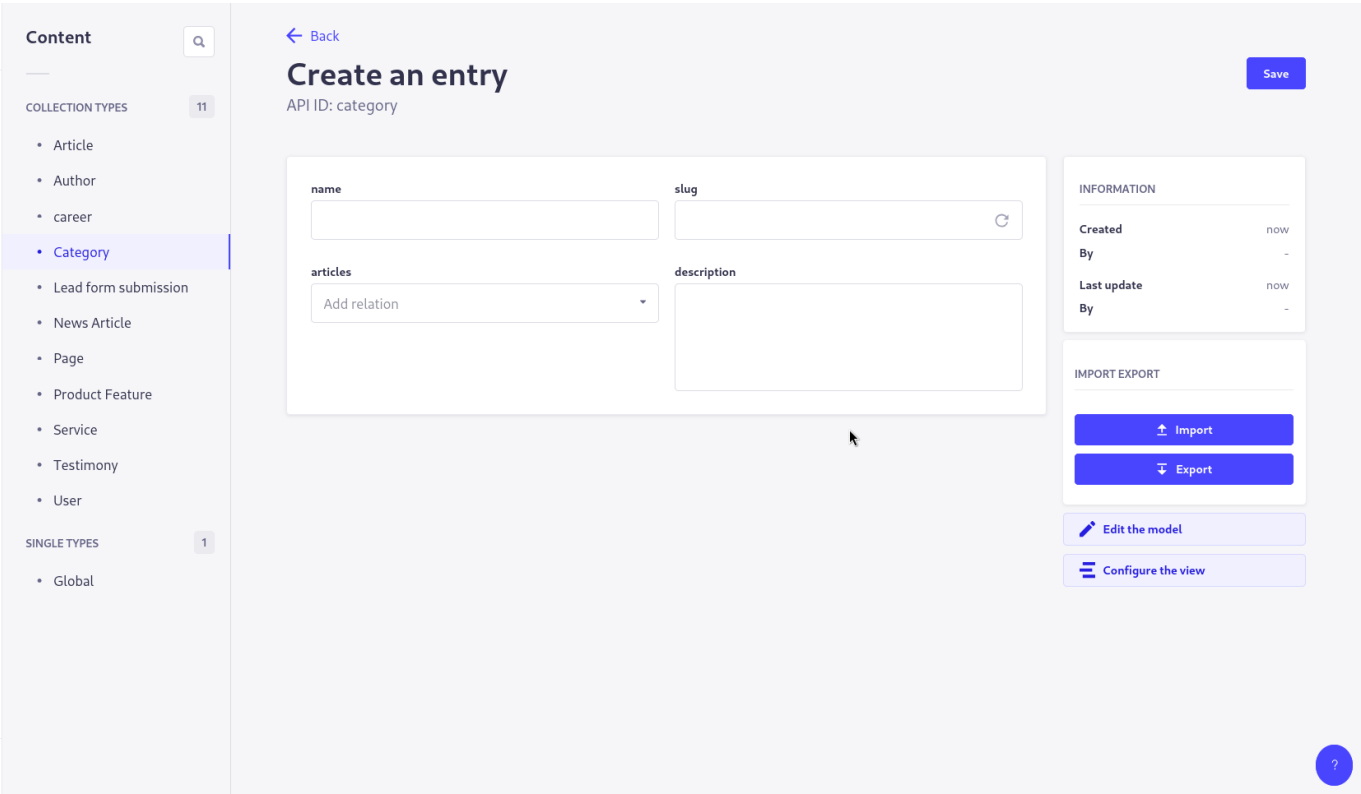 Content
COLLECTION TYPES 11
Article
Author
career
Category
Lead form submission
News Article
Page
Product Feature
Service
Testimony
User
SINGLE TYPES 1
Global
Back
Create an entry
API ID: category
Save
name
slug
articles
Add relation
description
INFORMATION
Created now
By -
Last update now
By -
IMPORT EXPORT
Import
Export
Edit the model
Configure the view
?